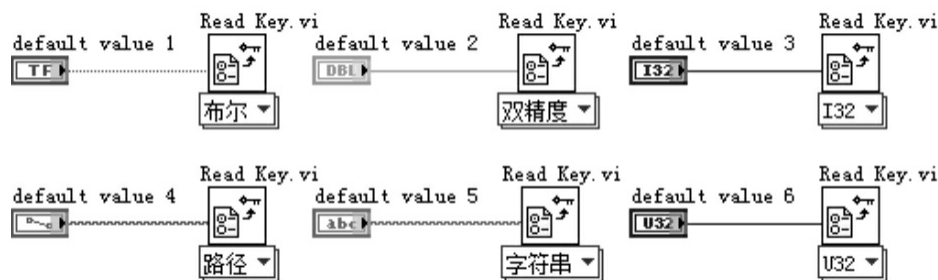 Read Key.vi Read Key.vi Read Key.vi
default value 1 default value 2 default value 3
TF DBL I32
布尔 双精度 I32
Read Key.vi Read Key.vi Read Key.vi
default value 4 default value 5 default value 6
abc U32
路径 字符串 U32